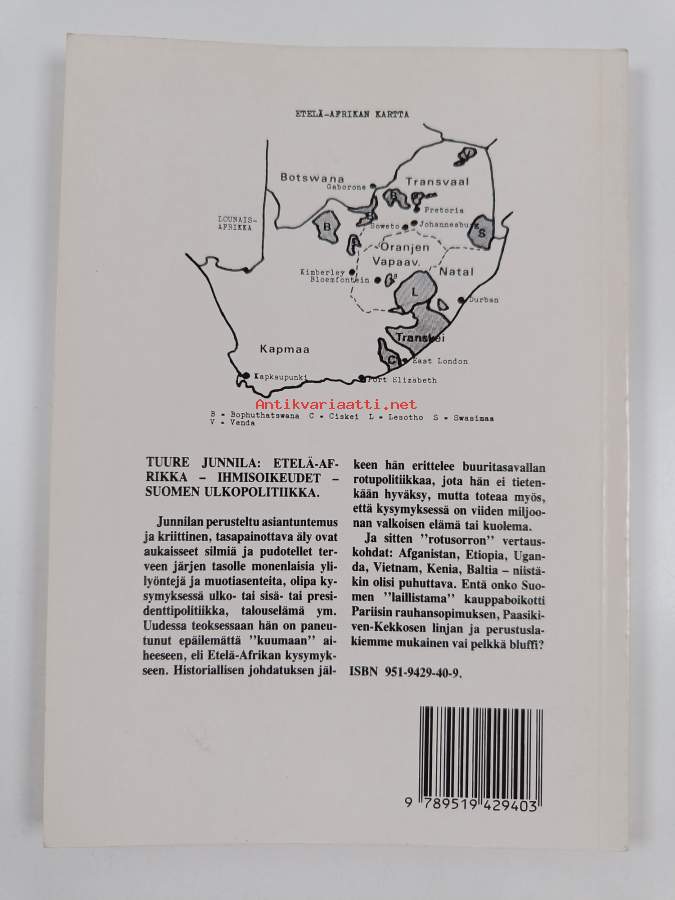 ETELÄ-AFRIKAN KARTTA
Botswana
Gaborone
Transvaal
V
B
B
B
Pretoria
LOUNAIS-
AFRIKKA
Soweto
Johannesburg
S
Oranjen
Vapaav.
Natal
Kimberley
Bloemfontein
L
Durban
Transkei
Kapmaa
C
East London
Kapkaupunki
Port Elizabeth
Antikvariaatti.net
B = Bophuthatswana C = Ciskei L = Lesotho S = Swasimaa
V = Venda
TUURE JUNNILA: ETELÄ-AF-
RIKKA – IHMISOIKEUDET –
SUOMEN ULKOPOLITIIKKA.
Junnilan perusteltu asiantuntemus
ja kriittinen, tasapainottava äly ovat
aukaisseet silmiä ja pudotellet ter-
veen järjen tasolle monenlaisia yli-
lyöntejä ja muotiasenteita, olipa ky-
symyksessä ulko- tai sisä- tai presi-
denttipolitiikka, talouselämä ym.
Uudessa teoksessaan hän on paneu-
tunut epäilemättä "kuumaan" ai-
heeseen, eli Etelä-Afrikan kysymyk-
seen. Historiallisen johdatuksen jäl-
keen hän erittelee buuritasavallan
rotupolitiikkaa, jota hän ei tieten-
kään hyväksy, mutta toteaa myös,
että kysymyksessä on viiden miljoo-
nan valkoisen elämä tai kuolema.
Ja sitten "rotusorron" vertaus-
kohdat: Afganistan, Etiopia, Ugan-
da, Vietnam, Kenia, Baltia – niistä-
kin olisi puhuttava. Entä onko Suo-
men "laillistama" kauppaboikotti
Pariisin rauhansopimuksen, Paasiki-
ven-Kekkosen linjan ja perustusla-
kiemme mukainen vai pelkkä bluffi?
ISBN 951-9429-40-9.
9 789519 429403